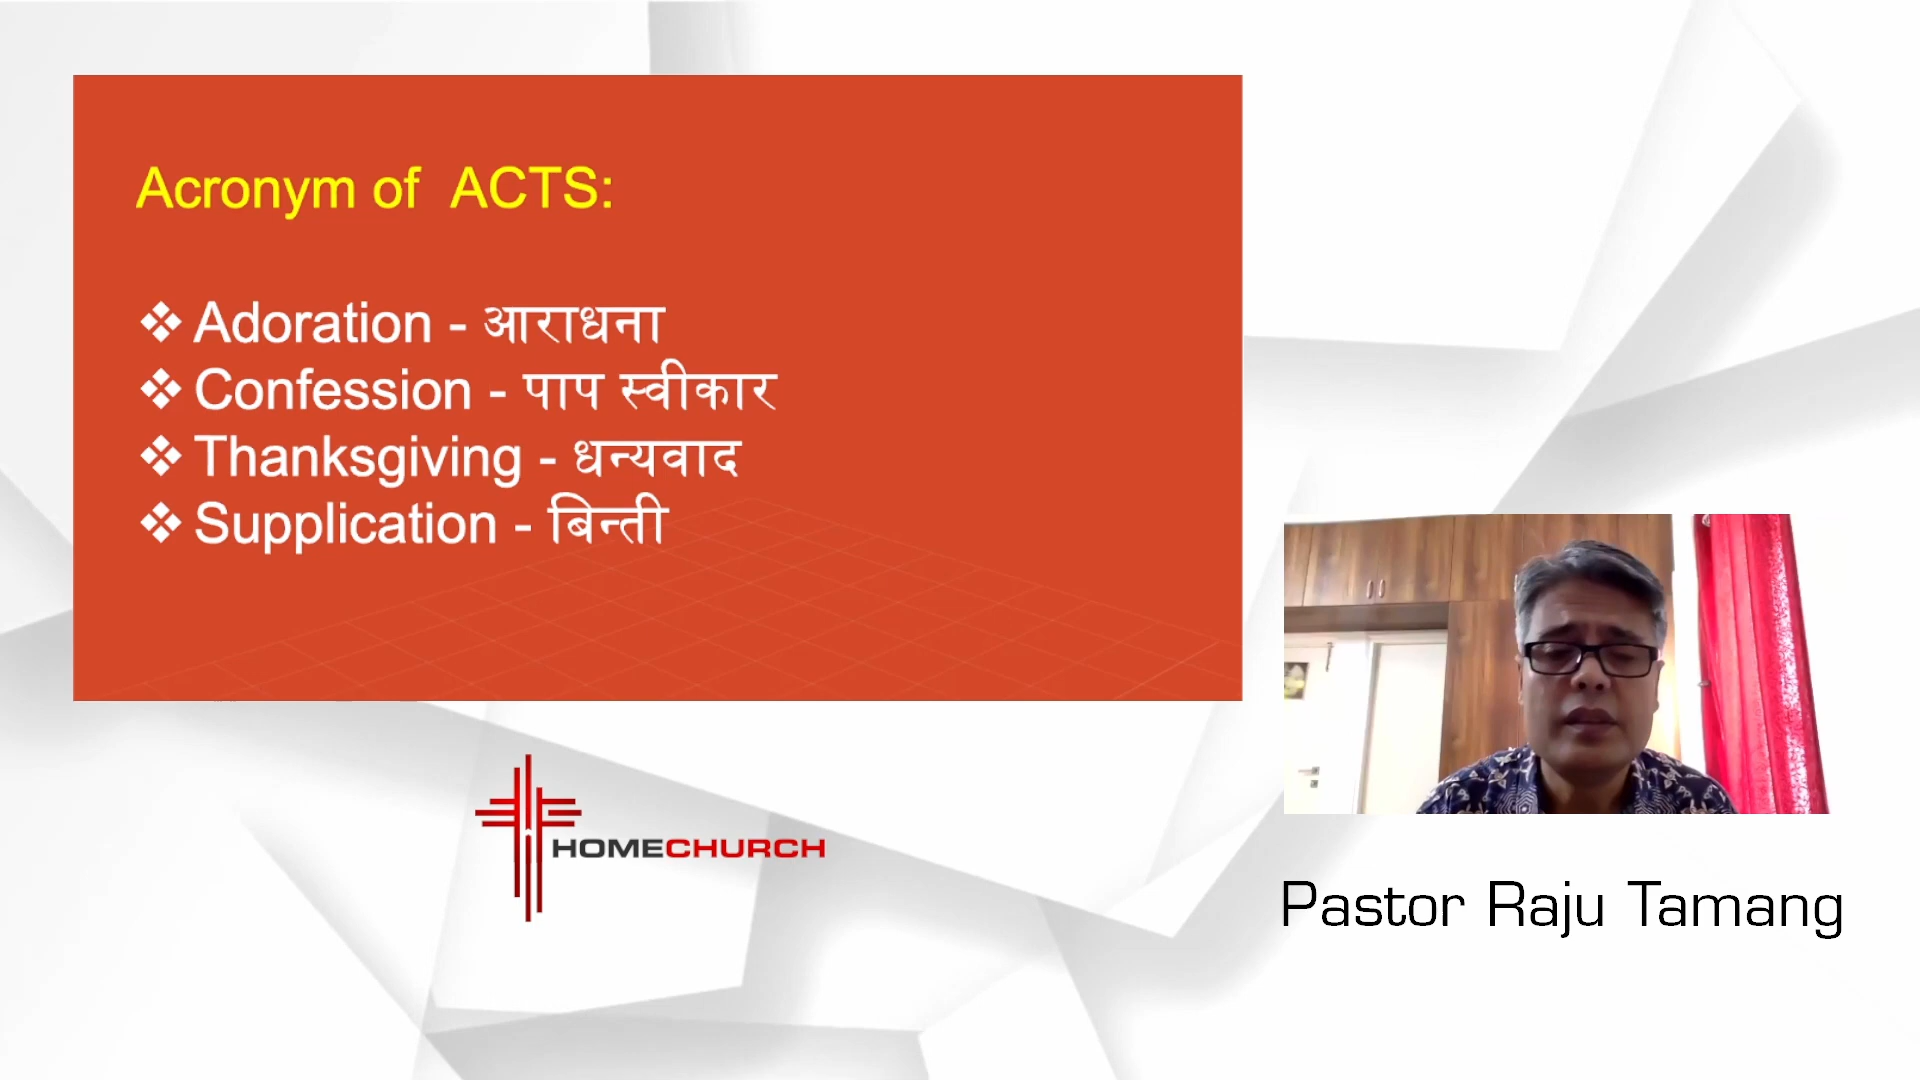 Acronym of ACTS:
❖ Adoration - आराधना
❖ Confession - पाप स्वीकार
❖ Thanksgiving - धन्यवाद
❖ Supplication - बिन्ती
HOMECHURCH
Pastor Raju Tamang